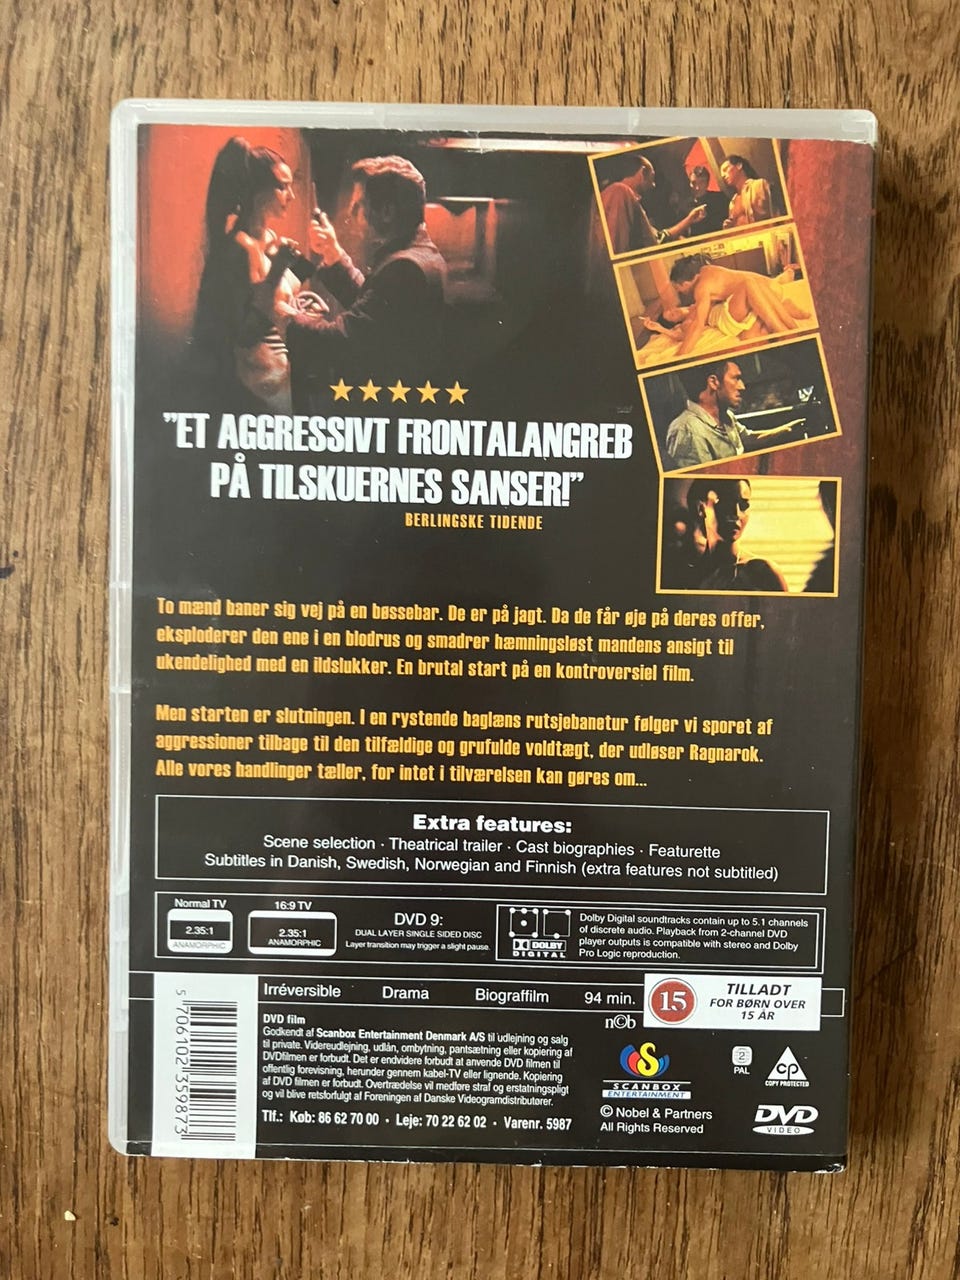 "ET AGGRESSIVT FRONTALANGREB
PÅ TILSKUERNES SANSER!"
BERLINGSKE TIDENDE
To mænd baner sig vej på en bøssebar. De er på jagt. Da de får øje på deres offer,
eksploderer den ene i en blodrus og smadrer hæmningsløst mandens ansigt til
ukendelighed med en ildslukker. En brutal start på en kontroversiel film.
Men starten er slutningen. I en rystende baglæns rutsjebanetur følger vi sporet af
aggressioner tilbage til den tilfældige og grufulde voldtægt, der udløser Ragnarok.
Alle vores handlinger tæller, for intet i tilværelsen kan gøres om...
Extra features:
Scene selection · Theatrical trailer · Cast biographies · Featurette
Subtitles in Danish, Swedish, Norwegian and Finnish (extra features not subtitled)
Normal TV
2.35:1
ANAMORPHIC
16:9 TV
2.35:1
ANAMORPHIC
DVD 9:
DUAL LAYER SINGLE SIDED DISC
Layer transition may trigger a slight pause.
DOLBY
DIGITAL
Dolby Digital soundtracks contain up to 5.1 channels
of discrete audio. Playback from 2-channel DVD
player outputs is compatible with stereo and Dolby
Pro Logic reproduction.
Irréversible Drama Biograffilm 94 min.
15
TILLADT
FOR BØRN OVER
15 ÅR
n©b
DVD film
Godkendt af Scanbox Entertainment Denmark A/S til udlejning og salg
til private. Videreudlejning, udlån, ombytning, pantsætning eller kopiering af
DVDfilmen er forbudt. Det er endvidere forbudt at anvende DVD filmen til
offentlig forevisning, herunder gennem kabel-TV eller lignende. Kopiering
af DVD filmen er forbudt. Overtrædelse vil medføre straf og erstatningspligt
og vil blive retsforfulgt af Foreningen af Danske Videogramdistributører.
Tlf.: Køb: 86 62 70 00 · Leje: 70 22 62 02 · Varenr. 5987
S
SCANBOX
ENTERTAINMENT
© Nobel & Partners
All Rights Reserved
2
PAL
CP
COPY PROTECTED
DVD
VIDEO
5 706102 359873